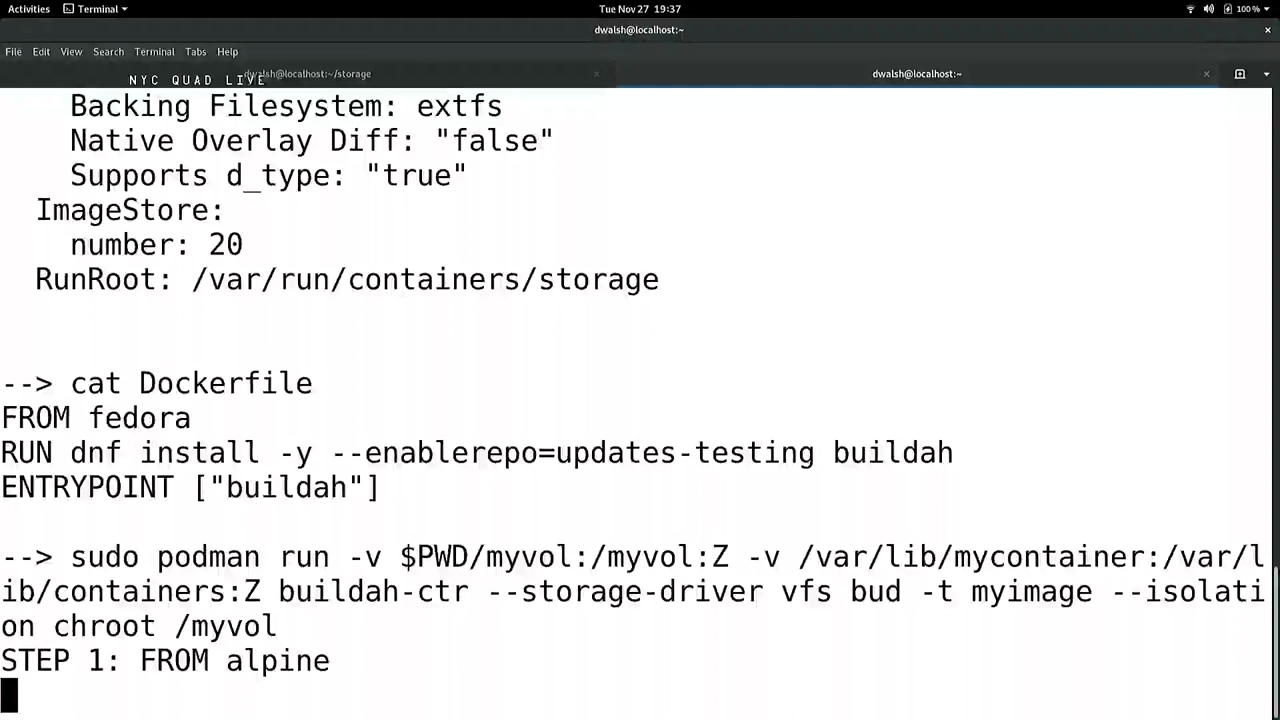 Activities Terminal Tue Nov 27 19:37 100%
dwalsh@localhost:~
File Edit View Search Terminal Tabs Help
NYC QUAD LIVE
dwalsh@localhost:~/storage dwalsh@localhost:~
Backing Filesystem: extfs
Native Overlay Diff: "false"
Supports d_type: "true"
ImageStore:
number: 20
RunRoot: /var/run/containers/storage
--> cat Dockerfile
FROM fedora
RUN dnf install -y --enablerepo=updates-testing buildah
ENTRYPOINT ["buildah"]
--> sudo podman run -v $PWD/myvol:/myvol:Z -v /var/lib/mycontainer:/var/l
ib/containers:Z buildah-ctr --storage-driver vfs bud -t myimage --isolati
on chroot /myvol
STEP 1: FROM alpine